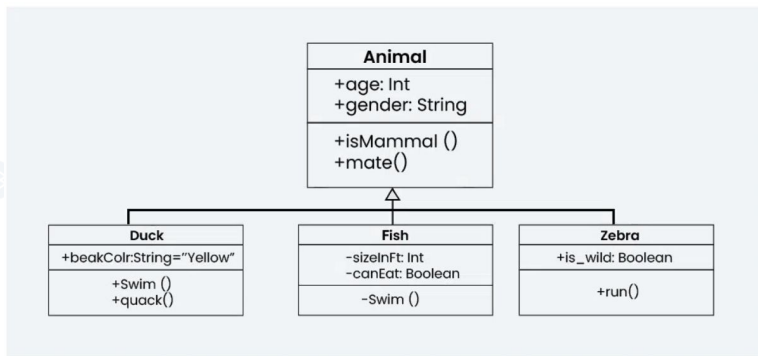 Animal
+age: Int
+gender: String
+isMammal ()
+mate()
Duck
+beakColr:String="Yellow"
+Swim ()
+quack()
Fish
-sizeInFt: Int
-canEat: Boolean
-Swim ()
Zebra
+is_wild: Boolean
+run()